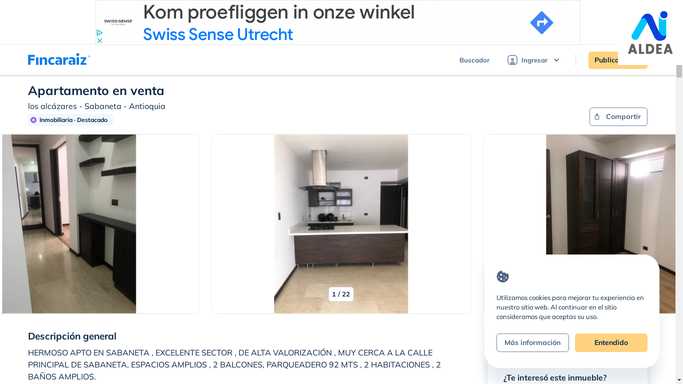 Kom proefliggen in onze winkel
SWISS SENSE
Swiss Sense Utrecht
AI
ALDEA
Fincaraiz
Buscador
Ingresar
Public
Apartamento en venta
los alcázares - Sabaneta - Antioquia
Inmobiliaria · Destacado
Compartir
1 / 22
Utilizamos cookies para mejorar tu experiencia en
nuestro sitio web. Al continuar en el sitio
consideramos que aceptas su uso.
Más información
Entendido
Descripción general
HERMOSO APTO EN SABANETA , EXCELENTE SECTOR , DE ALTA VALORIZACIÓN , MUY CERCA A LA CALLE
PRINCIPAL DE SABANETA, ESPACIOS AMPLIOS , 2 BALCONES, PARQUEADERO 92 MTS , 2 HABITACIONES , 2
BAÑOS AMPLIOS.
¿Te interesó este inmueble?